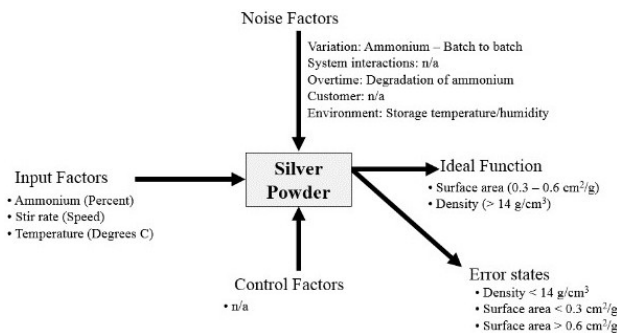 Noise Factors
Variation: Ammonium – Batch to batch
System interactions: n/a
Overtime: Degradation of ammonium
Customer: n/a
Environment: Storage temperature/humidity
Input Factors
• Ammonium (Percent)
• Stir rate (Speed)
• Temperature (Degrees C)
Silver
Powder
Ideal Function
• Surface area (0.3 – 0.6 cm²/g)
• Density (> 14 g/cm³)
Control Factors
• n/a
Error states
• Density < 14 g/cm³
• Surface area < 0.3 cm²/g
• Surface area > 0.6 cm²/g